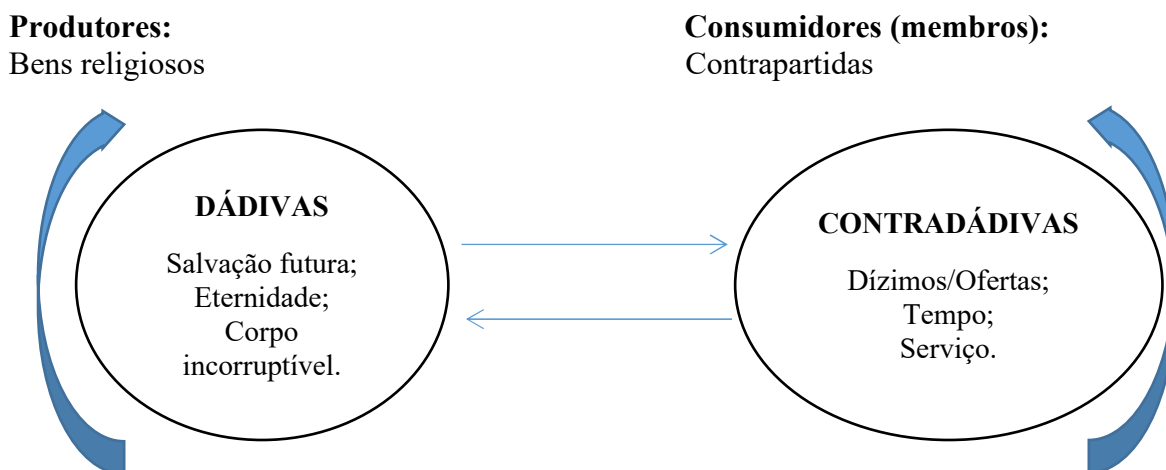 Produtores:
Bens religiosos
Consumidores (membros):
Contrapartidas
DÁDIVAS
Salvação futura;
Eternidade;
Corpo
incorruptível.
CONTRADÁDIVAS
Dízimos/Ofertas;
Tempo;
Serviço.